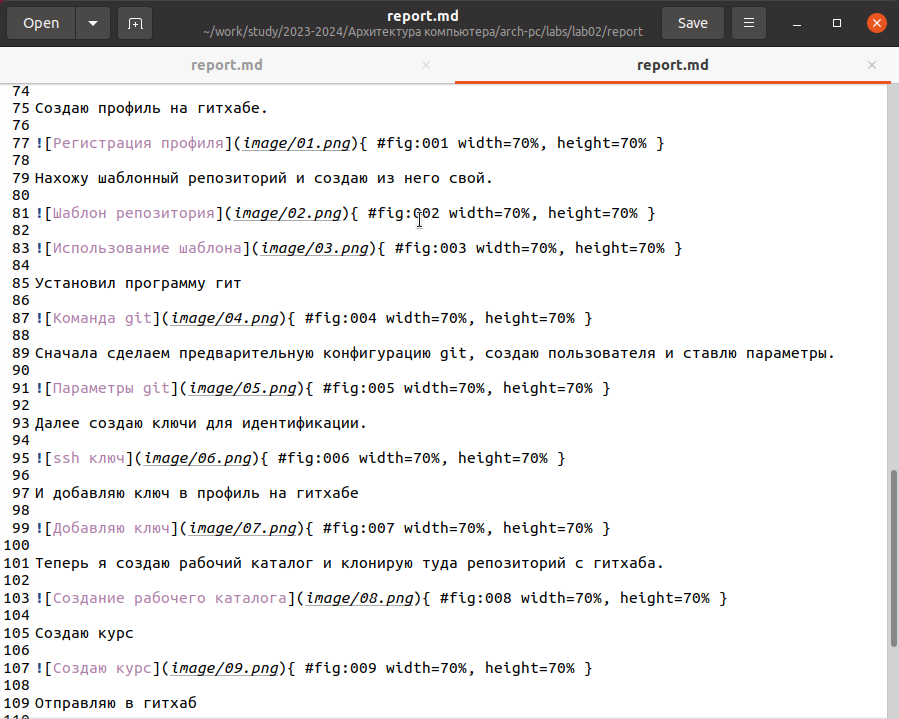 Open
report.md
~/work/study/2023-2024/Архитектура компьютера/arch-pc/labs/lab02/report
Save
report.md
report.md
74
75 Создаю профиль на гитхабе.
76
77 ![Регистрация профиля](image/01.png){ #fig:001 width=70%, height=70% }
78
79 Нахожу шаблонный репозиторий и создаю из него свой.
80
81 ![Шаблон репозитория](image/02.png){ #fig:002 width=70%, height=70% }
82
83 ![Использование шаблона](image/03.png){ #fig:003 width=70%, height=70% }
84
85 Установил программу гит
86
87 ![Команда git](image/04.png){ #fig:004 width=70%, height=70% }
88
89 Сначала сделаем предварительную конфигурацию git, создаю пользователя и ставлю параметры.
90
91 ![Параметры git](image/05.png){ #fig:005 width=70%, height=70% }
92
93 Далее создаю ключи для идентификации.
94
95 ![ssh ключ](image/06.png){ #fig:006 width=70%, height=70% }
96
97 И добавляю ключ в профиль на гитхабе
98
99 ![Добавляю ключ](image/07.png){ #fig:007 width=70%, height=70% }
100
101 Теперь я создаю рабочий каталог и клонирую туда репозиторий с гитхаба.
102
103 ![Создание рабочего каталога](image/08.png){ #fig:008 width=70%, height=70% }
104
105 Создаю курс
106
107 ![Создаю курс](image/09.png){ #fig:009 width=70%, height=70% }
108
109 Отправляю в гитхаб